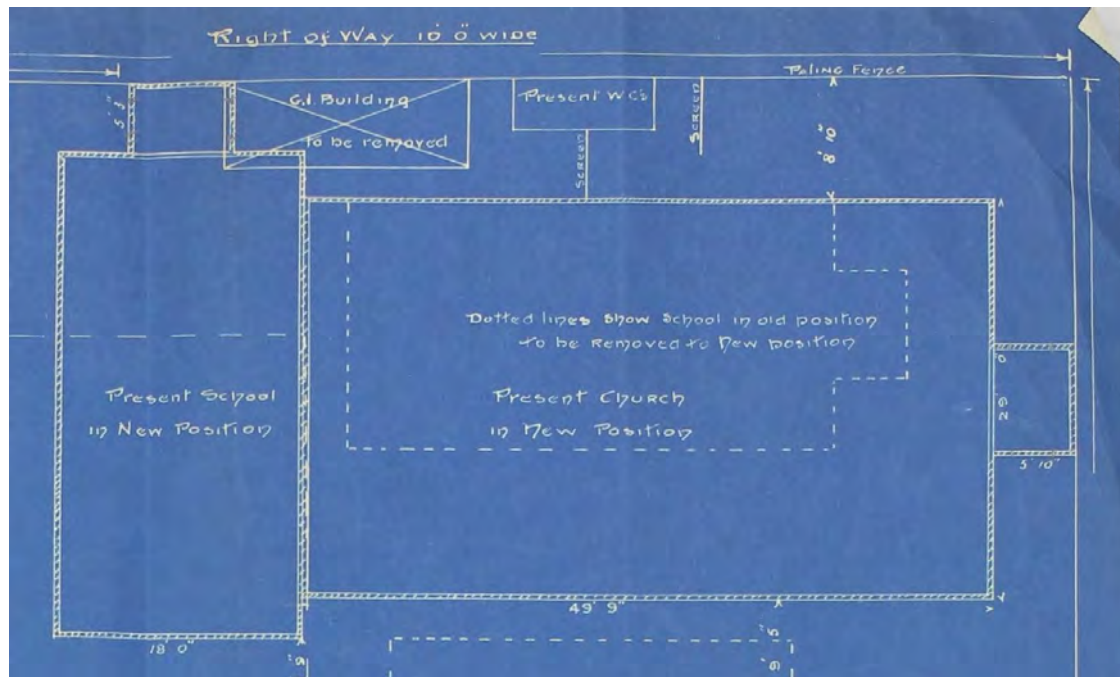 Right of Way 10' 0" wide
Paling Fence
G.I. Building
to be removed
Present W.C's
Screen
Screen
8' 10"
5' 3"
Dotted lines show School in old position
to be Removed to New position
Present School
in New Position
Present Church
in New Position
29' 0
5' 10"
49' 9"
18' 0"